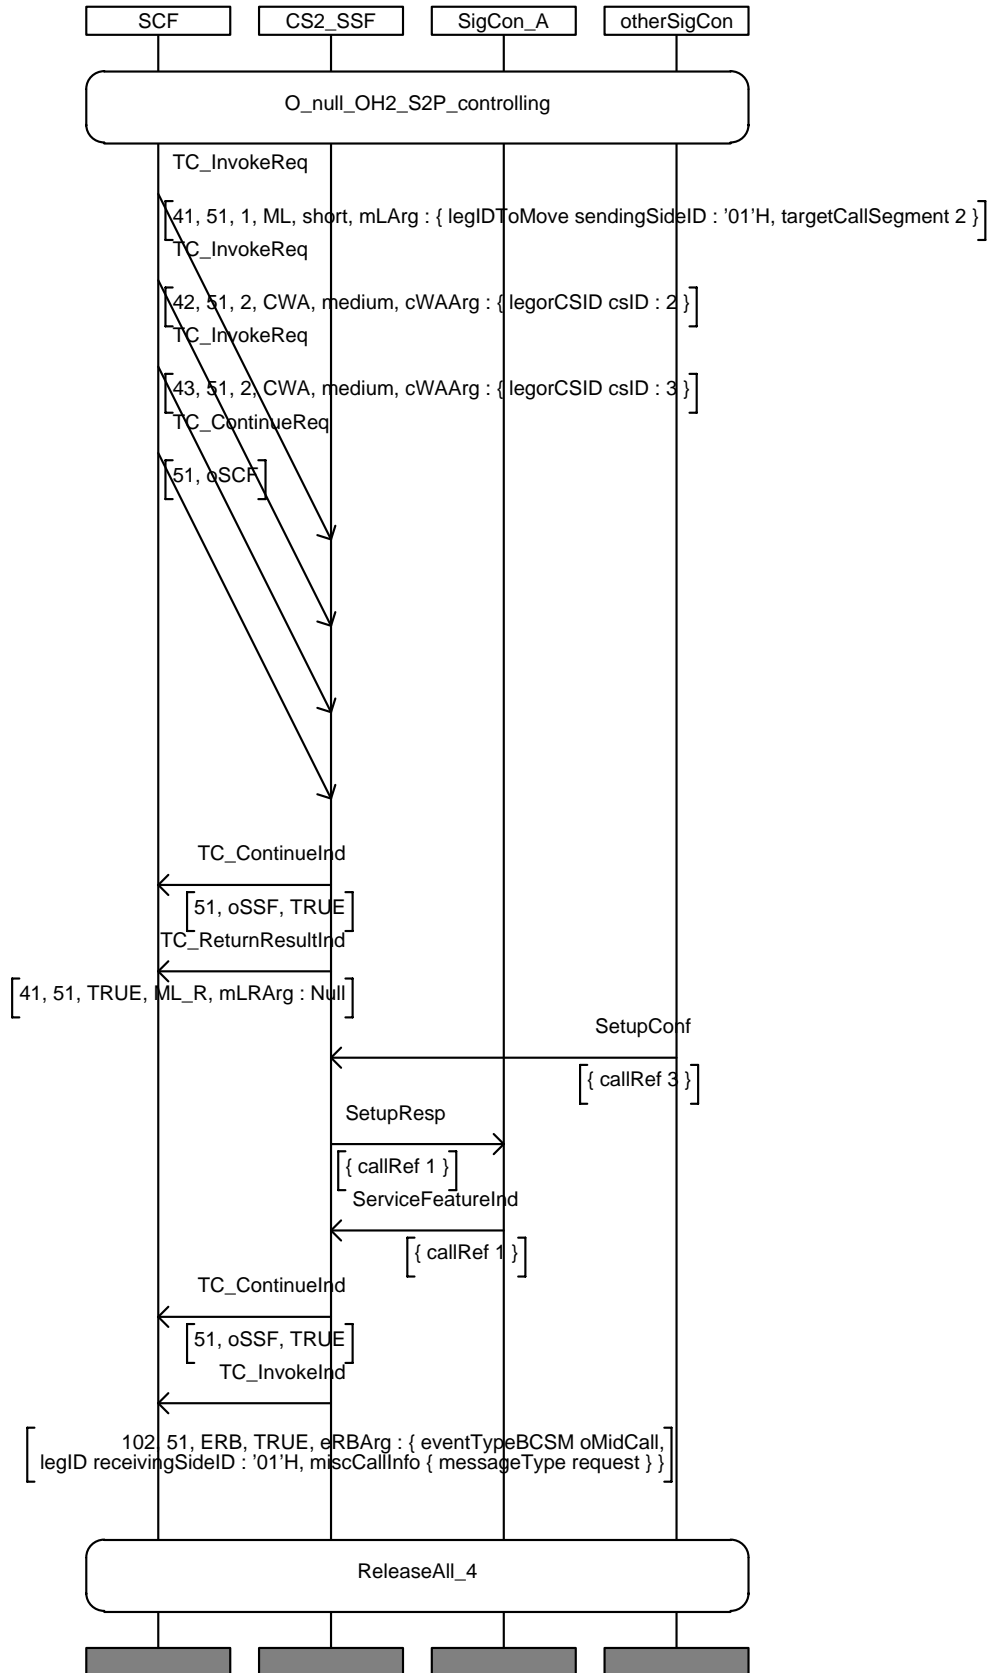 SCF CS2_SSF SigCon_A otherSigCon
O_null_OH2_S2P_controlling
TC_InvokeReq
41, 51, 1, ML, short, mLArg : { legIDToMove sendingSideID : '01'H, targetCallSegment 2 }
TC_InvokeReq
42, 51, 2, CWA, medium, cWAArg : { legorCSID csID : 2 }
TC_InvokeReq
43, 51, 2, CWA, medium, cWAArg : { legorCSID csID : 3 }
TC_ContinueReq
51, oSCF
TC_ContinueInd
51, oSSF, TRUE
TC_ReturnResultInd
41, 51, TRUE, ML_R, mLRArg : Null
SetupConf
{ callRef 3 }
SetupResp
{ callRef 1 }
ServiceFeatureInd
{ callRef 1 }
TC_ContinueInd
51, oSSF, TRUE
TC_InvokeInd
102, 51, ERB, TRUE, eRBArg : { eventTypeBCSM oMidCall,
legID receivingSideID : '01'H, miscCallInfo { messageType request } }
ReleaseAll_4